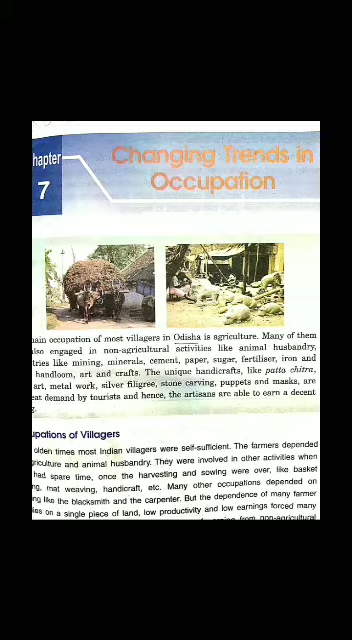 hapter
7
Changing Trends in
Occupation
ain occupation of most villagers in Odisha is agriculture. Many of them
lso engaged in non-agricultural activities like animal husbandry,
tries like mining, minerals, cement, paper, sugar, fertiliser, iron and
handloom, art and crafts. The unique handicrafts, like patta chitra,
art, metal work, silver filigree, stone carving, puppets and masks, are
eat demand by tourists and hence, the artisans are able to earn a decent
g.
upations of Villagers
olden times most Indian villagers were self-sufficient. The farmers depended
griculture and animal husbandry. They were involved in other activities when
had spare time, once the harvesting and sowing were over, like basket
ng, mat weaving, handicraft, etc. Many other occupations depended on
ng like the blacksmith and the carpenter. But the dependence of many farmer
ies on a single piece of land, low productivity and low earnings forced many
from non-agricultural